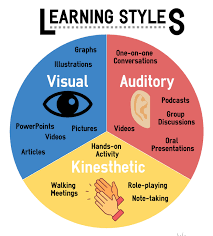 LEARNING STYLES
Graphs
Illustrations
Visual
PowerPoints
Videos
Pictures
Articles
One-on-one
Conversations
Auditory
Podcasts
Group
Discussions
Videos
Oral
Presentations
Hands-on
Activity
Kinesthetic
Walking
Meetings
Role-playing
Note-taking